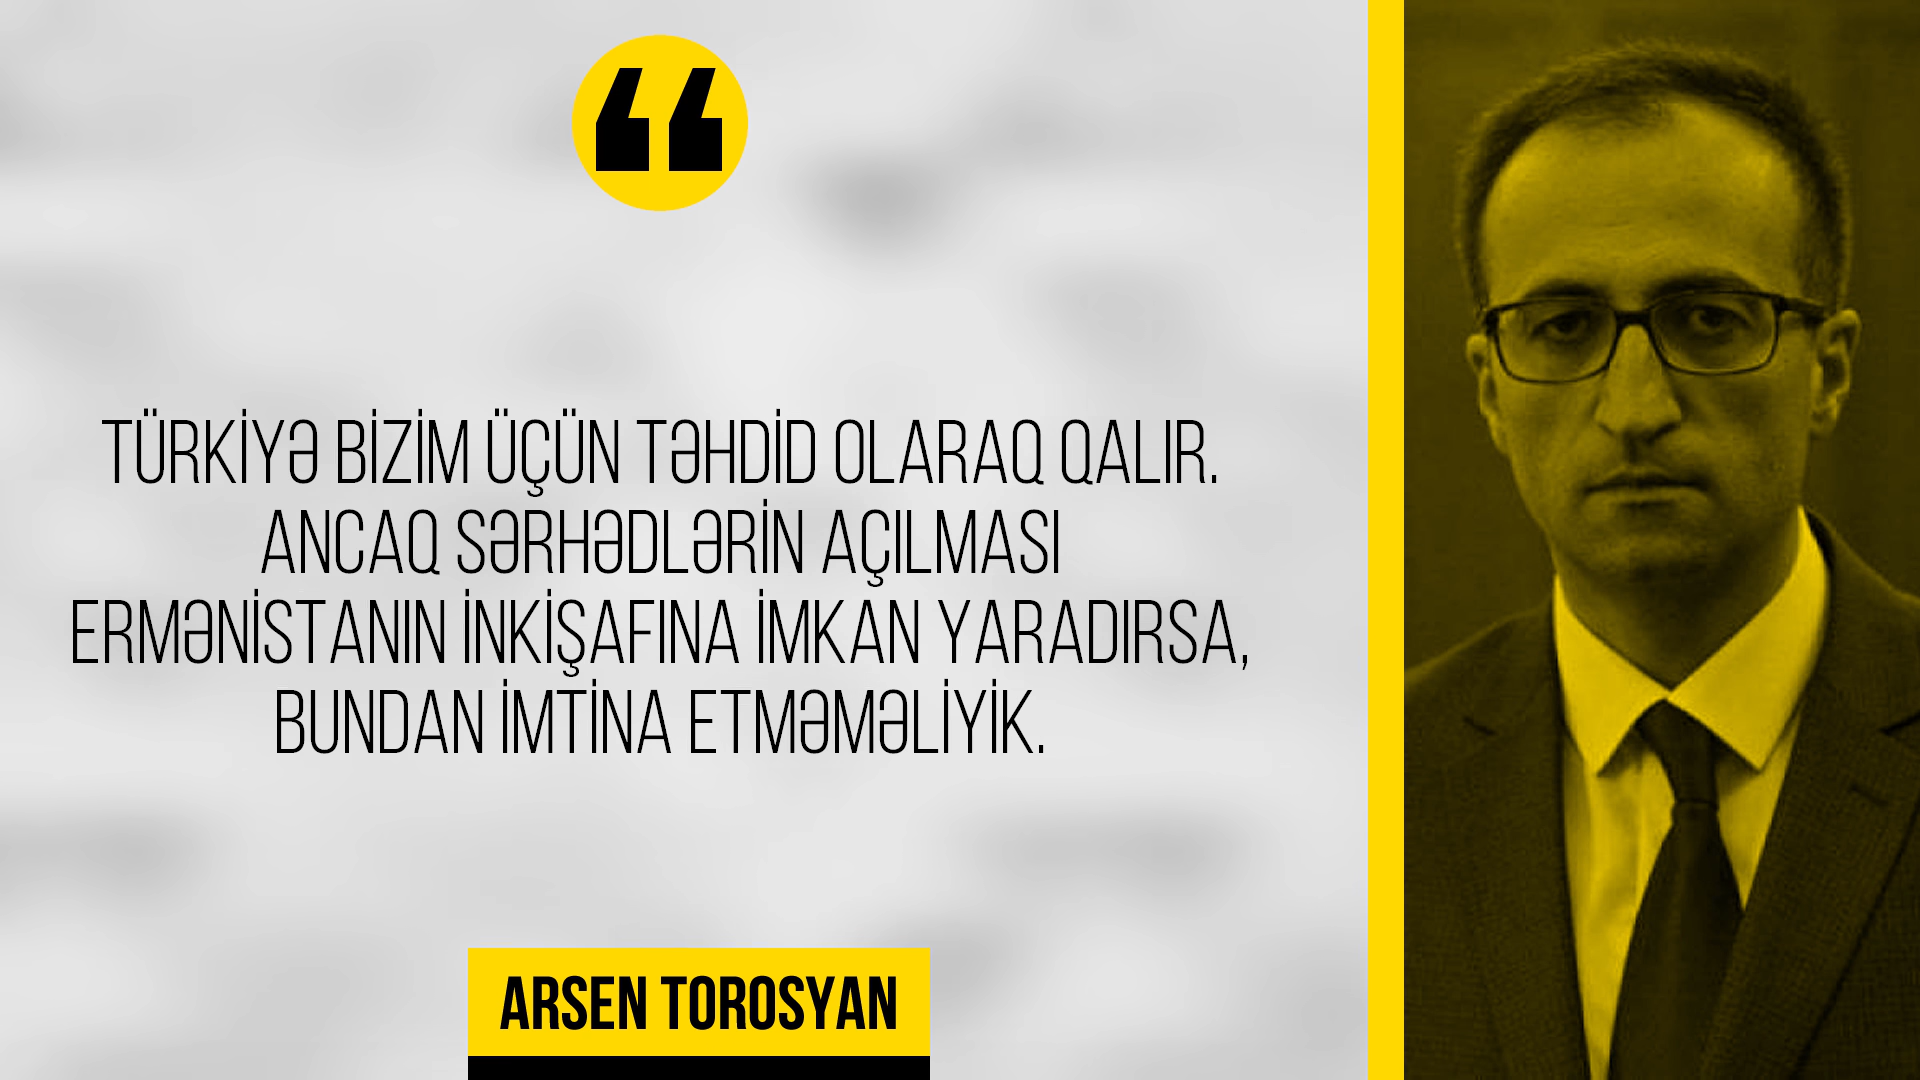 ❝
TÜRKİYƏ BİZİM ÜÇÜN TƏHDİD OLARAQ QALIR.
ANCAQ SƏRHƏDLƏRİN AÇILMASI
ERMƏNİSTANIN İNKİŞAFINA İMKAN YARADIRSA,
BUNDAN İMTİNA ETMƏMƏLİYİK.
ARSEN TOROSYAN